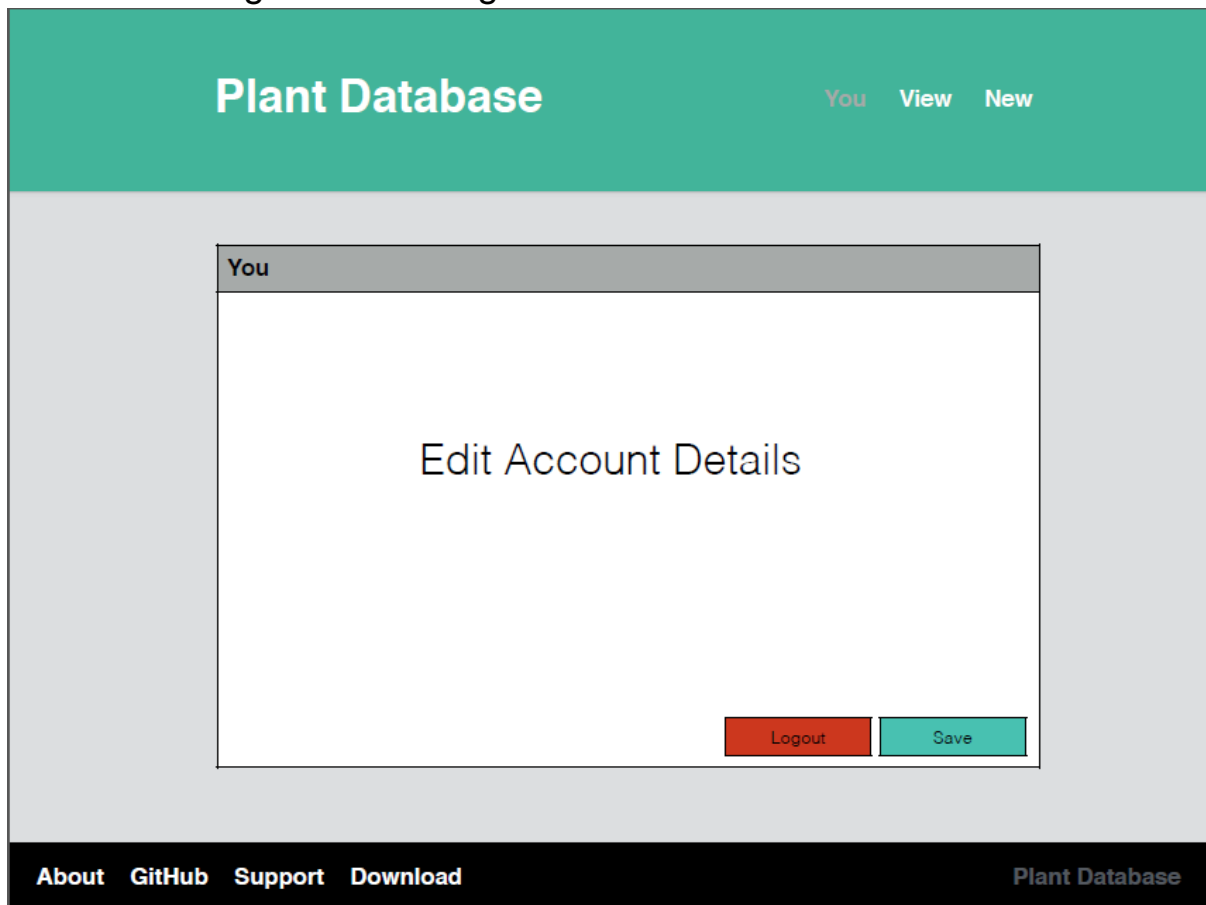 Plant Database
You View New
You
Edit Account Details
Logout Save
About GitHub Support Download
Plant Database